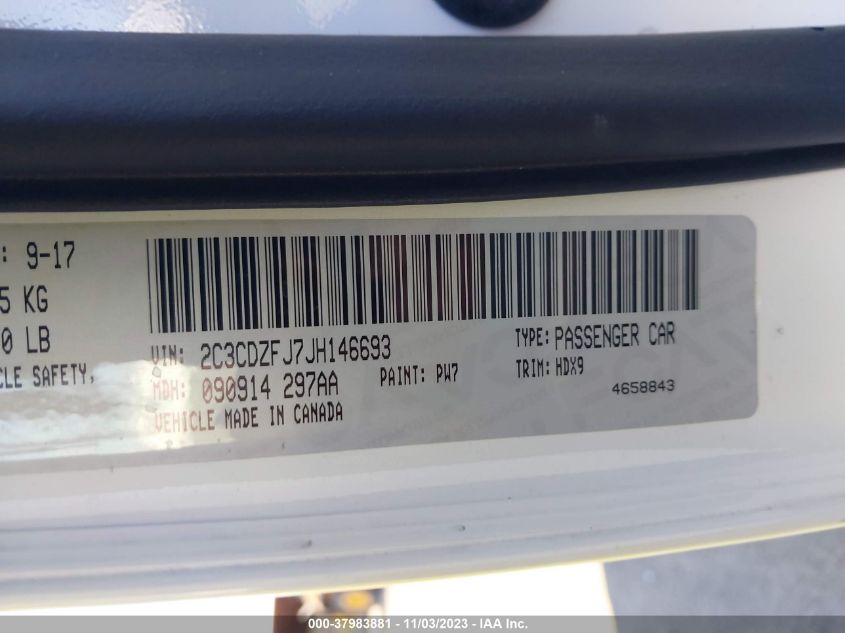 : 9-17
5 KG
0 LB
CLE SAFETY,
VIN: 2C3CDZFJ7JH146693
TYPE: PASSENGER CAR
MDH: 090914 297AA
PAINT: PW7
TRIM: HDX9
VEHICLE MADE IN CANADA
4658843
000-37983881 - 11/03/2023 - IAA Inc.